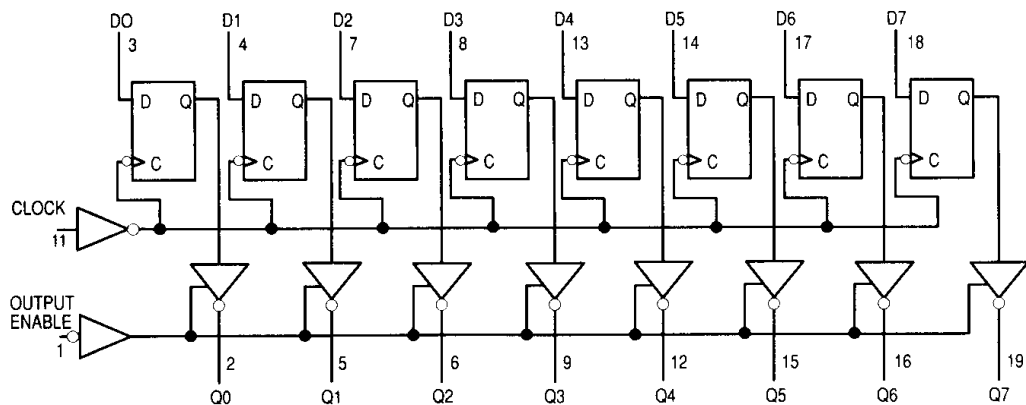 DO D1 D2 D3 D4 D5 D6 D7
3 4 7 8 13 14 17 18
D Q D Q D Q D Q D Q D Q D Q D Q
C C C C C C C C
CLOCK
11
OUTPUT
ENABLE
1
2 5 6 9 12 15 16 19
Q0 Q1 Q2 Q3 Q4 Q5 Q6 Q7